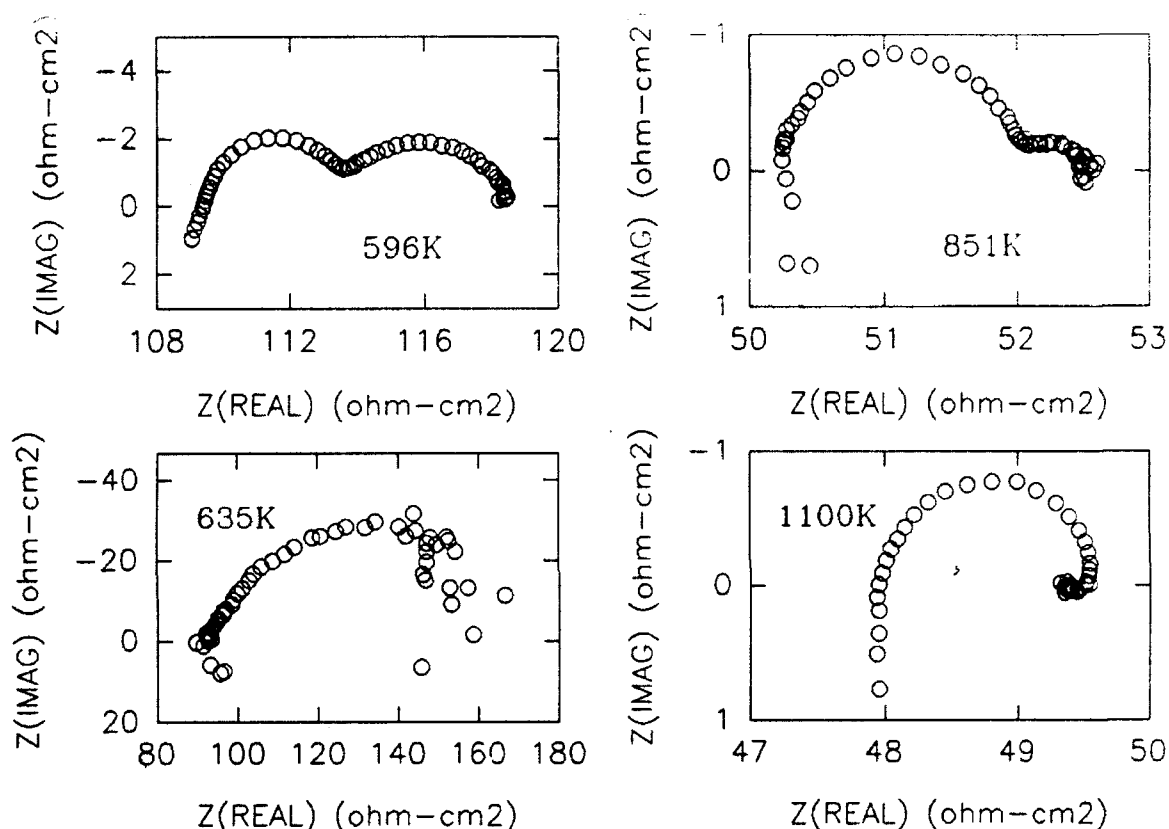 -4
-2
0
2
Z(IMAG) (ohm-cm2)
596K
108
112
116
120
Z(REAL) (ohm-cm2)
-1
0
1
Z(IMAG) (ohm-cm2)
851K
50
51
52
53
Z(REAL) (ohm-cm2)
-40
-20
0
20
Z(IMAG) (ohm-cm2)
635K
80
100
120
140
160
180
Z(REAL) (ohm-cm2)
-1
0
1
Z(IMAG) (ohm-cm2)
1100K
47
48
49
50
Z(REAL) (ohm-cm2)